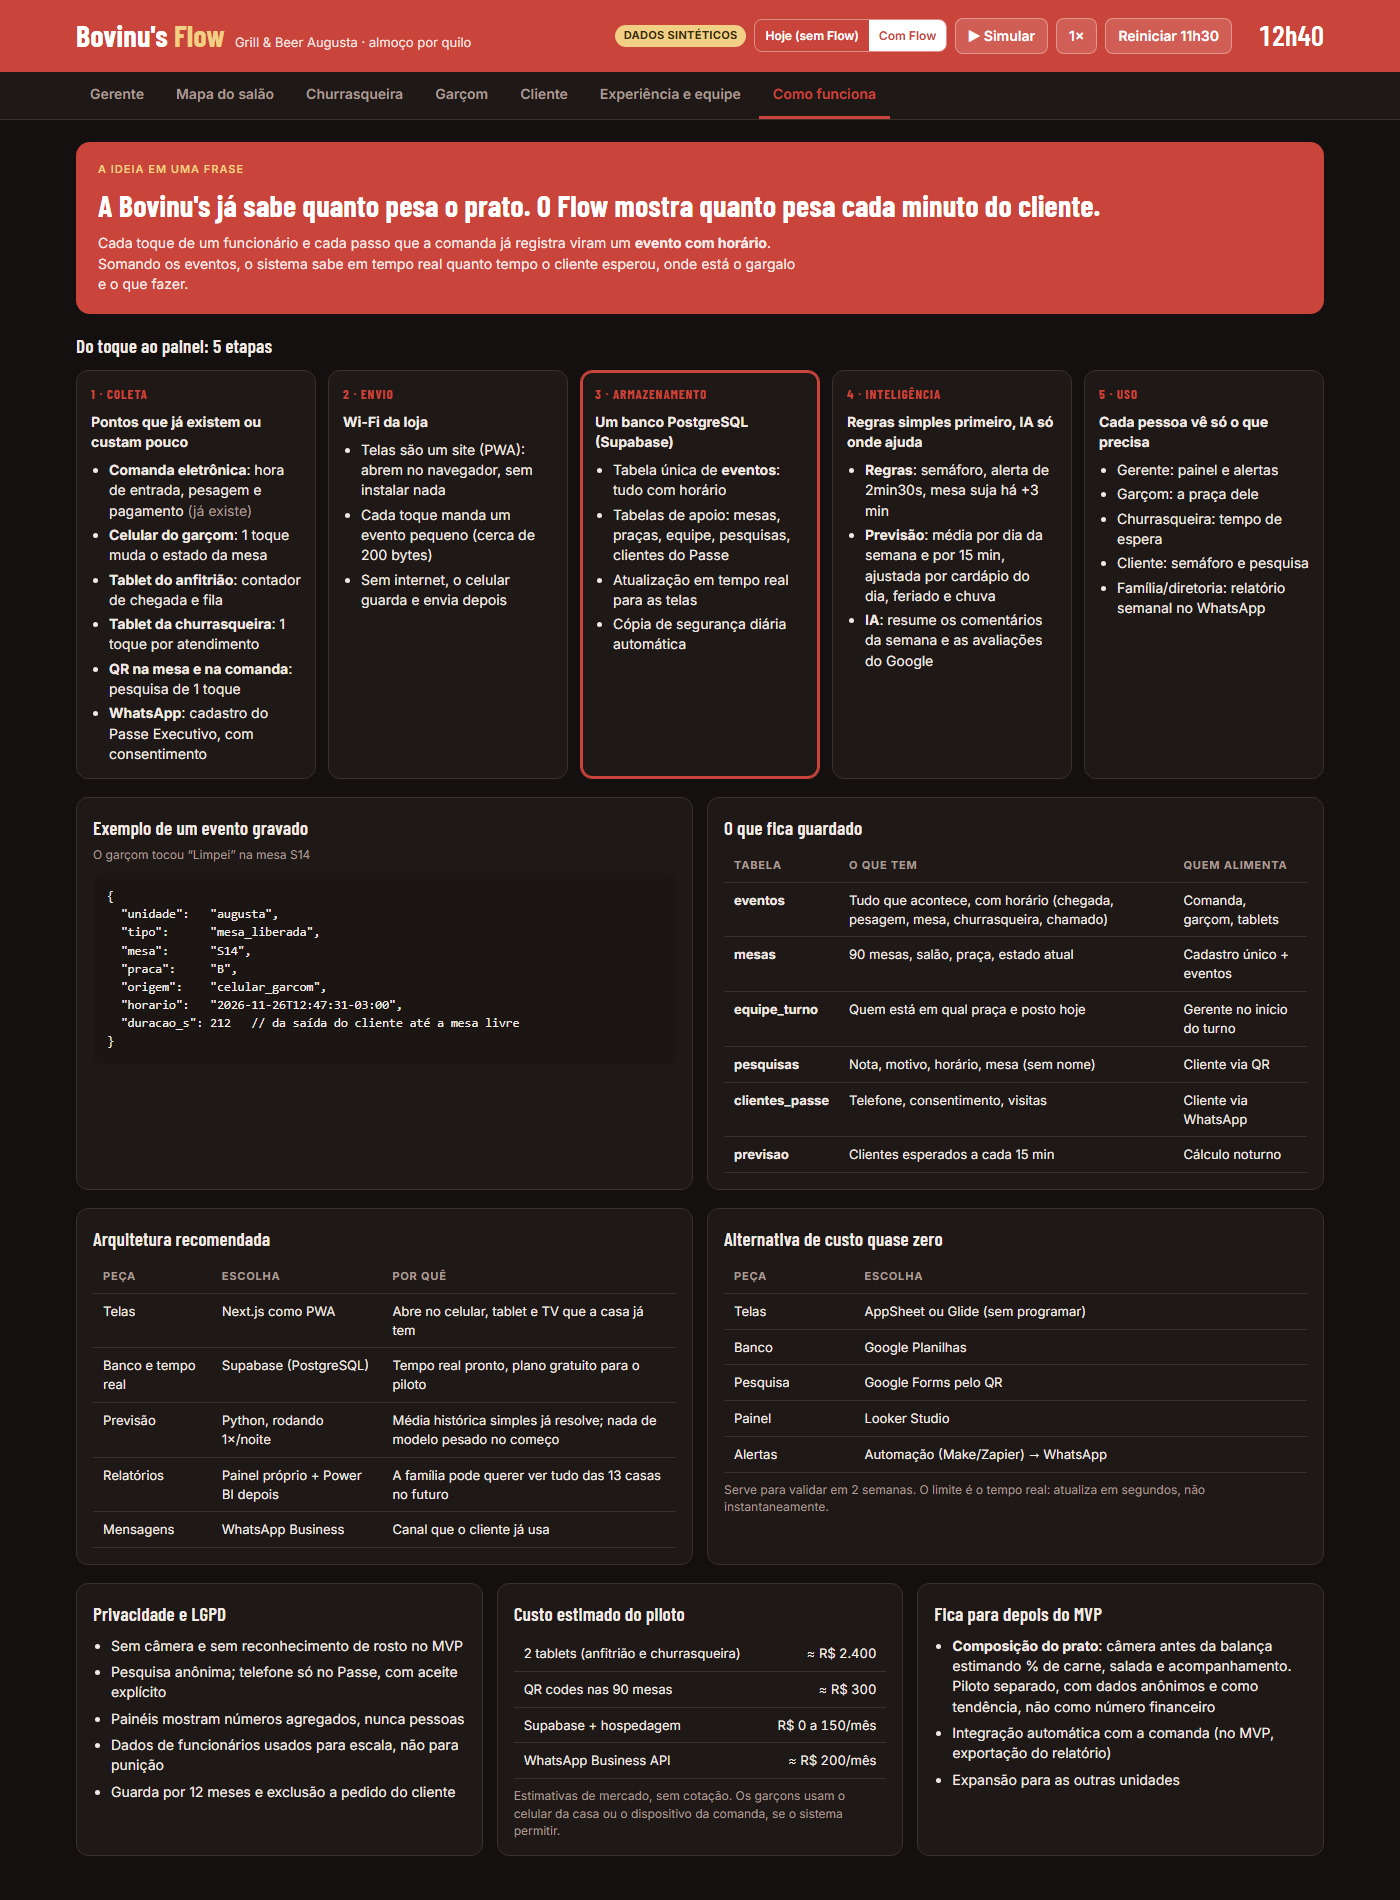 Bovinu's Flow Grill & Beer Augusta · almoço por quilo
DADOS SINTÉTICOS
Hoje (sem Flow) Com Flow
▶ Simular
1×
Reiniciar 11h30
12h40
Gerente Mapa do salão Churrasqueira Garçom Cliente Experiência e equipe Como funciona
A IDEIA EM UMA FRASE
A Bovinu's já sabe quanto pesa o prato. O Flow mostra quanto pesa cada minuto do cliente.
Cada toque de um funcionário e cada passo que a comanda já registra viram um evento com horário.
Somando os eventos, o sistema sabe em tempo real quanto tempo o cliente esperou, onde está o gargalo
e o que fazer.
Do toque ao painel: 5 etapas
1 · COLETA
Pontos que já existem ou
custam pouco
• Comanda eletrônica: hora
de entrada, pesagem e
pagamento (já existe)
• Celular do garçom: 1 toque
muda o estado da mesa
• Tablet do anfitrião: contador
de chegada e fila
• Tablet da churrasqueira: 1
toque por atendimento
• QR na mesa e na comanda:
pesquisa de 1 toque
• WhatsApp: cadastro do
Passe Executivo, com
consentimento
2 · ENVIO
Wi-Fi da loja
• Telas são um site (PWA):
abrem no navegador, sem
instalar nada
• Cada toque manda um
evento pequeno (cerca de
200 bytes)
• Sem internet, o celular
guarda e envia depois
3 · ARMAZENAMENTO
Um banco PostgreSQL
(Supabase)
• Tabela única de eventos:
tudo com horário
• Tabelas de apoio: mesas,
praças, equipe, pesquisas,
clientes do Passe
• Atualização em tempo real
para as telas
• Cópia de segurança diária
automática
4 · INTELIGÊNCIA
Regras simples primeiro, IA só
onde ajuda
• Regras: semáforo, alerta de
2min30s, mesa suja há +3
min
• Previsão: média por dia da
semana e por 15 min,
ajustada por cardápio do
dia, feriado e chuva
• IA: resume os comentários
da semana e as avaliações
do Google
5 · USO
Cada pessoa vê só o que
precisa
• Gerente: painel e alertas
• Garçom: a praça dele
• Churrasqueira: tempo de
espera
• Cliente: semáforo e pesquisa
• Família/diretoria: relatório
semanal no WhatsApp
Exemplo de um evento gravado
O garçom tocou “Limpei” na mesa S14
{
"unidade": "augusta",
"tipo": "mesa_liberada",
"mesa": "S14",
"praca": "B",
"origem": "celular_garcom",
"horario": "2026-11-26T12:47:31-03:00",
"duracao_s": 212 // da saída do cliente até a mesa livre
}
O que fica guardado
TABELA O QUE TEM QUEM ALIMENTA
eventos Tudo que acontece, com horário (chegada, Comanda,
pesagem, mesa, churrasqueira, chamado) garçom, tablets
mesas 90 mesas, salão, praça, estado atual Cadastro único +
eventos
equipe_turno Quem está em qual praça e posto hoje Gerente no início
do turno
pesquisas Nota, motivo, horário, mesa (sem nome) Cliente via QR
clientes_passe Telefone, consentimento, visitas Cliente via
WhatsApp
previsao Clientes esperados a cada 15 min Cálculo noturno
Arquitetura recomendada
PEÇA ESCOLHA POR QUÊ
Telas Next.js como PWA Abre no celular, tablet e TV que a casa já
tem
Banco e tempo Supabase (PostgreSQL) Tempo real pronto, plano gratuito para o
real piloto
Previsão Python, rodando Média histórica simples já resolve; nada de
1×/noite modelo pesado no começo
Relatórios Painel próprio + Power A família pode querer ver tudo das 13 casas
BI depois no futuro
Mensagens WhatsApp Business Canal que o cliente já usa
Alternativa de custo quase zero
PEÇA ESCOLHA
Telas AppSheet ou Glide (sem programar)
Banco Google Planilhas
Pesquisa Google Forms pelo QR
Painel Looker Studio
Alertas Automação (Make/Zapier) → WhatsApp
Serve para validar em 2 semanas. O limite é o tempo real: atualiza em segundos, não
instantaneamente.
Privacidade e LGPD
• Sem câmera e sem reconhecimento de rosto no MVP
• Pesquisa anônima; telefone só no Passe, com aceite
explícito
• Painéis mostram números agregados, nunca pessoas
• Dados de funcionários usados para escala, não para
punição
• Guarda por 12 meses e exclusão a pedido do cliente
Custo estimado do piloto
2 tablets (anfitrião e churrasqueira) ≈ R$ 2.400
QR codes nas 90 mesas ≈ R$ 300
Supabase + hospedagem R$ 0 a 150/mês
WhatsApp Business API ≈ R$ 200/mês
Estimativas de mercado, sem cotação. Os garçons usam o
celular da casa ou o dispositivo da comanda, se o sistema
permitir.
Fica para depois do MVP
• Composição do prato: câmera antes da balança
estimando % de carne, salada e acompanhamento.
Piloto separado, com dados anônimos e como
tendência, não como número financeiro
• Integração automática com a comanda (no MVP,
exportação do relatório)
• Expansão para as outras unidades